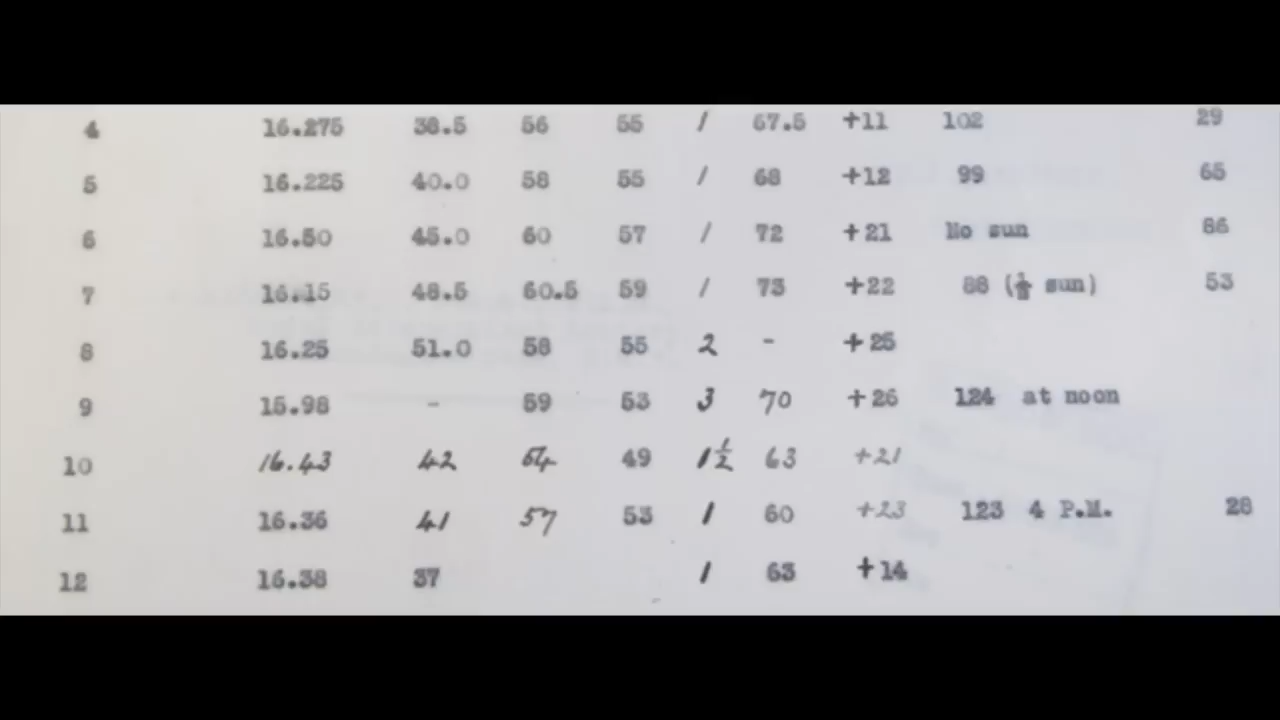 4 16.275 38.5 56 55 / 67.5 +11 102 29
5 16.225 40.0 58 55 / 68 +12 99 65
6 16.50 45.0 60 57 / 72 +21 No sun 86
7 16.15 48.5 60.5 59 / 73 +22 88 (½ sun) 53
8 16.25 51.0 58 55 2 - +25
9 15.98 - 59 53 3 70 +26 124 at noon
10 16.43 42 54 49 1½ 63 +21
11 16.36 41 57 53 1 60 +23 123 4 P.M. 28
12 16.38 37 1 63 +14